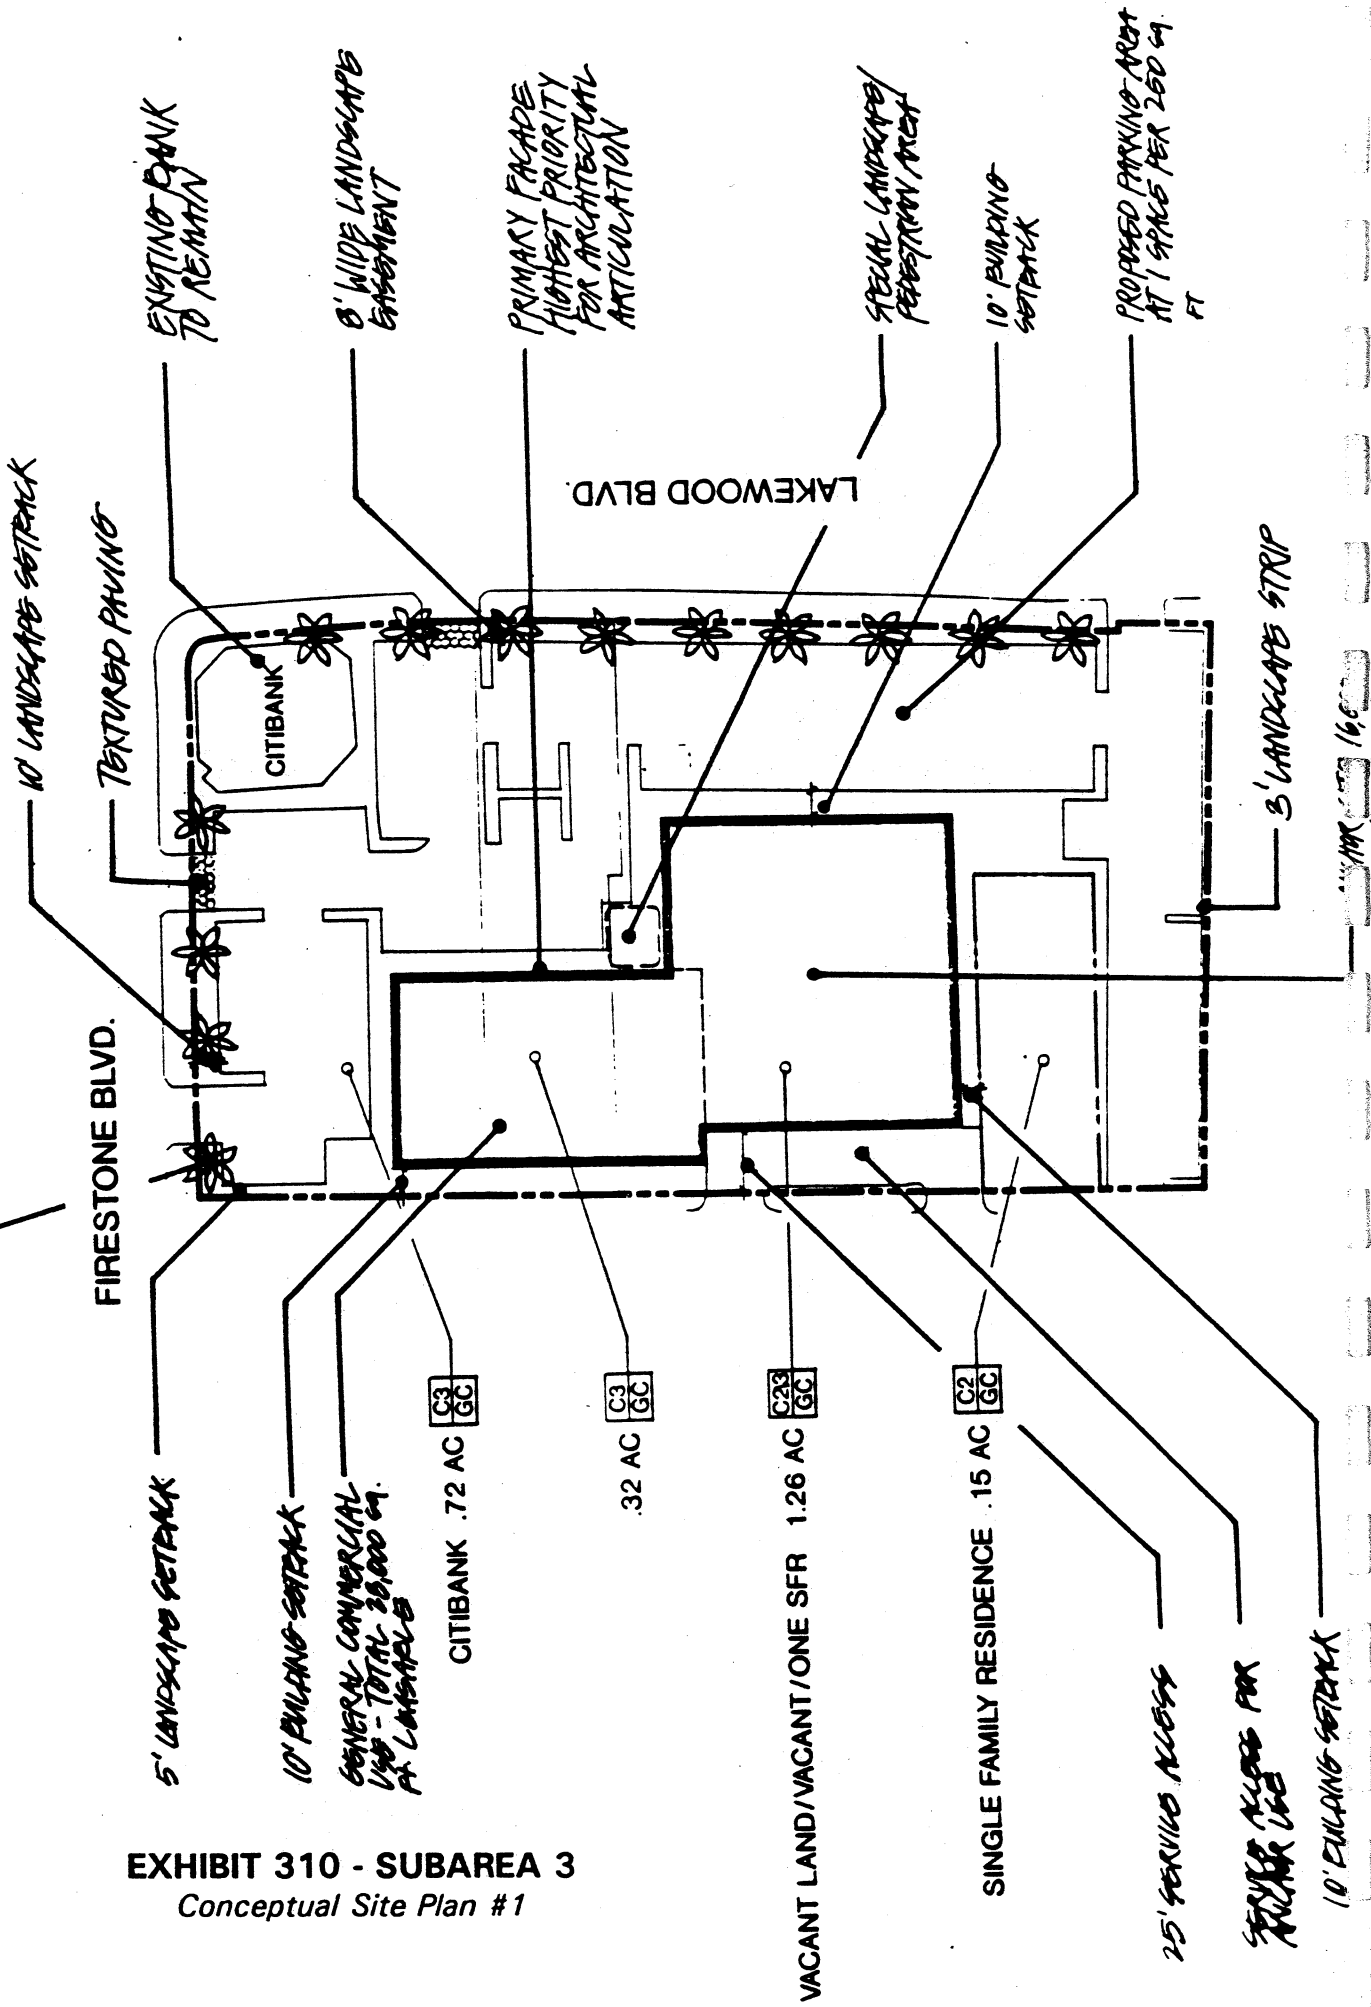 10' LANDSCAPE SETBACK
TEXTURED PAVING
EXISTING BANK
TO REMAIN
8' WIDE LANDSCAPE
EASEMENT
PRIMARY FACADE
HIGHEST PRIORITY
FOR ARCHITECTUAL
ARTICULATION
SPECIAL LANDSCAPE/
PEDESTRIAN AREA
10' BUILDING
SETBACK
PROPOSED PARKING AREA
AT 1 SPACE PER 250 SQ.
FT
LAKEWOOD BLVD.
CITIBANK
3' LANDSCAPE STRIP
FIRESTONE BLVD.
5' LANDSCAPE SETBACK
10' BUILDING SETBACK
GENERAL COMMERCIAL
USE - TOTAL 28,000 SQ.
FT. LEASABLE
CITIBANK .72 AC C3
GC
.32 AC C3
GC
VACANT LAND/VACANT/ONE SFR 1.26 AC C23
GC
SINGLE FAMILY RESIDENCE .15 AC C2
GC
25' SERVICE ACCESS
SERVICE ACCESS FOR
ANCHOR USE
10' BUILDING SETBACK
EXHIBIT 310 - SUBAREA 3
Conceptual Site Plan #1